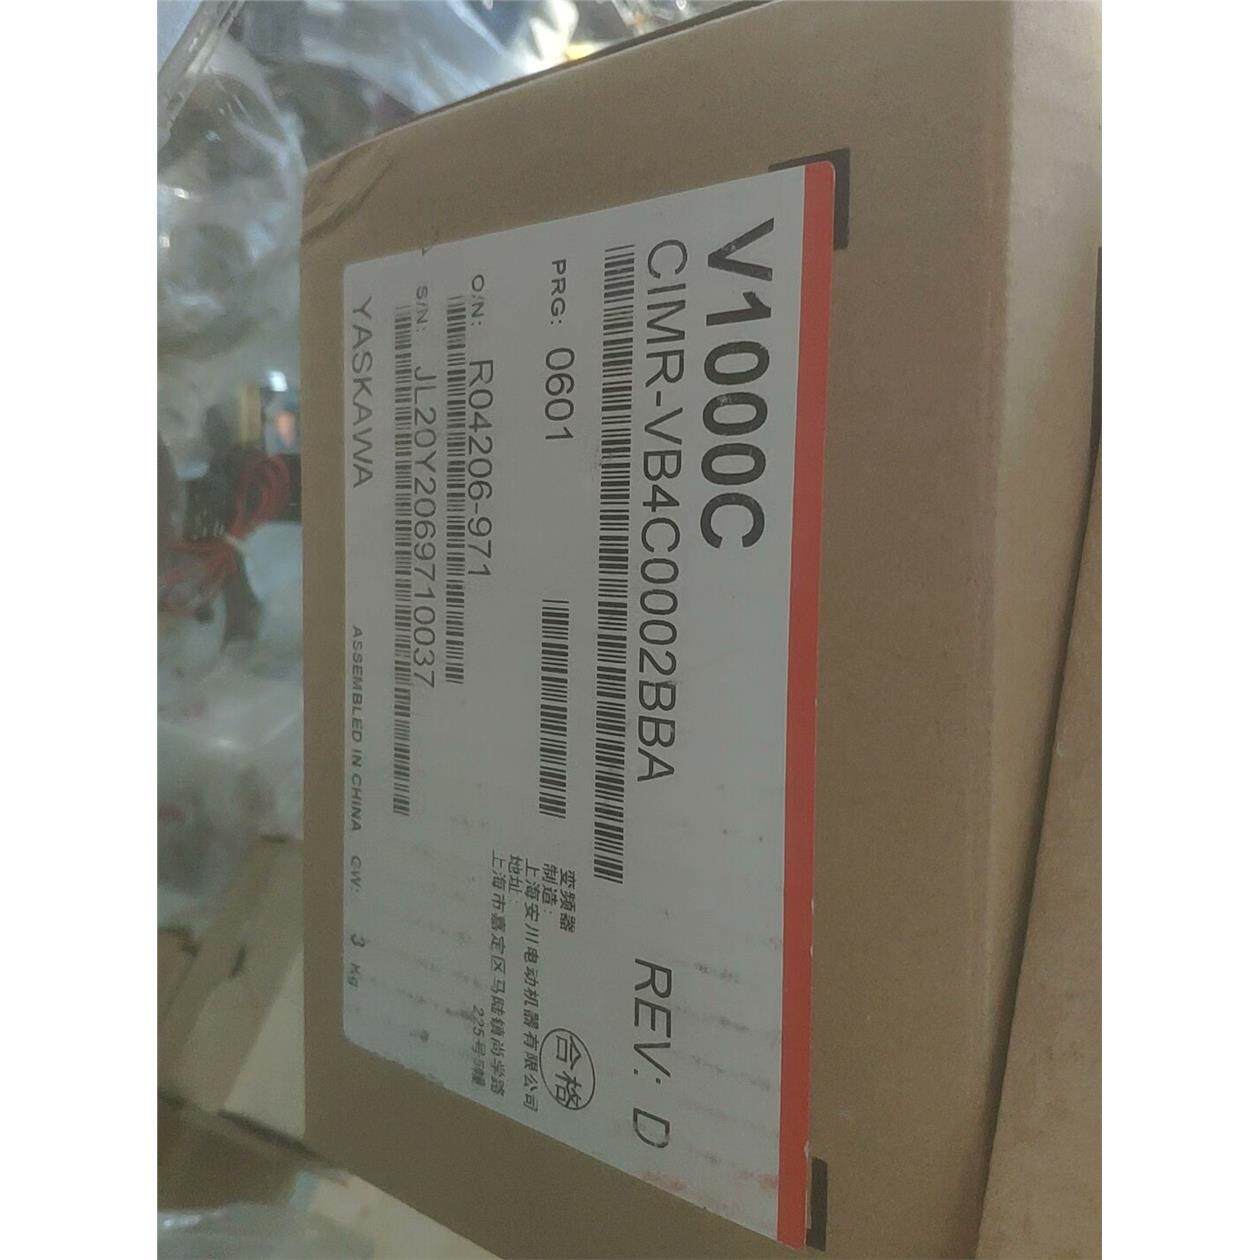 V1000C
CIMR-VB4C0002BBA
REV: D
PRG: 0601
O/N: R04206-971
S/N: JL20Y2069710037
变频器
制造:
上海安川电动机器有限公司
地址:
上海市嘉定区马陆镇尚学路
225号
合格
YASKAWA
ASSEMBLED IN CHINA
GW: 3 Kg